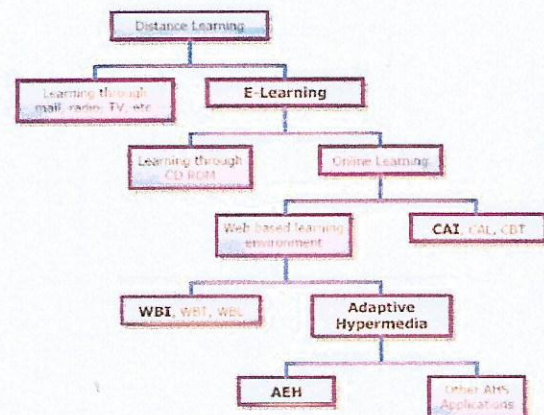 Distance Learning
Learning through
mail, radio, TV, etc
E-Learning
Learning through
CD ROM
Online Learning
Web based learning
environment
CAI, CAL, CBT
WBI, WBT, WBL
Adaptive
Hypermedia
AEH
Other AHS
Applications